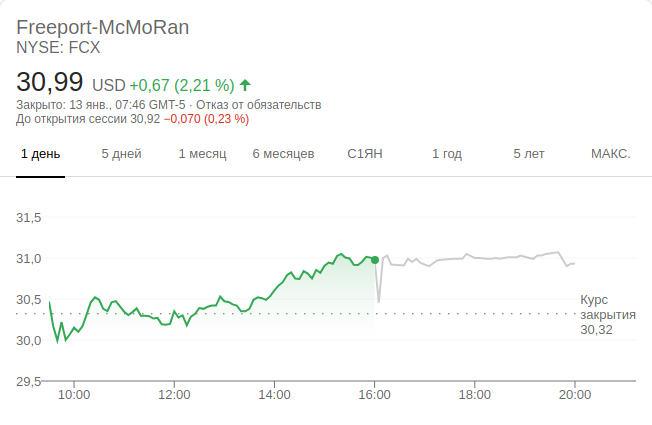 Freeport-McMoRan
NYSE: FCX
30,99 USD +0,67 (2,21 %)
Закрыто: 13 янв., 07:46 GMT-5 · Отказ от обязательств
До открытия сессии 30,92 −0,070 (0,23 %)
1 день 5 дней 1 месяц 6 месяцев С1ЯН 1 год 5 лет МАКС.
31,5
31,0
30,5
30,0
29,5
Курс
закрытия
30,32
10:00 12:00 14:00 16:00 18:00 20:00